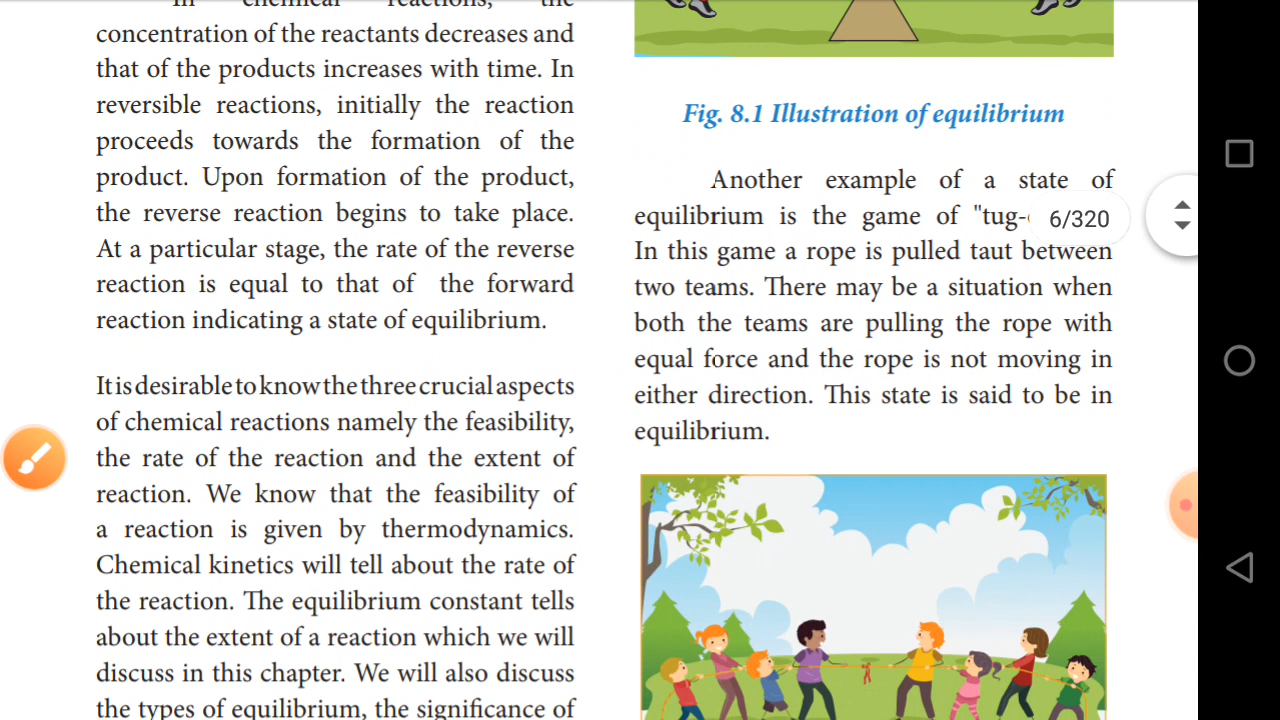 In chemical reactions, the
concentration of the reactants decreases and
that of the products increases with time. In
reversible reactions, initially the reaction
proceeds towards the formation of the
product. Upon formation of the product,
the reverse reaction begins to take place.
At a particular stage, the rate of the reverse
reaction is equal to that of the forward
reaction indicating a state of equilibrium.
It is desirable to know the three crucial aspects
of chemical reactions namely the feasibility,
the rate of the reaction and the extent of
reaction. We know that the feasibility of
a reaction is given by thermodynamics.
Chemical kinetics will tell about the rate of
the reaction. The equilibrium constant tells
about the extent of a reaction which we will
discuss in this chapter. We will also discuss
the types of equilibrium, the significance of
Fig. 8.1 Illustration of equilibrium
Another example of a state of
equilibrium is the game of "tug-
6/320
In this game a rope is pulled taut between
two teams. There may be a situation when
both the teams are pulling the rope with
equal force and the rope is not moving in
either direction. This state is said to be in
equilibrium.